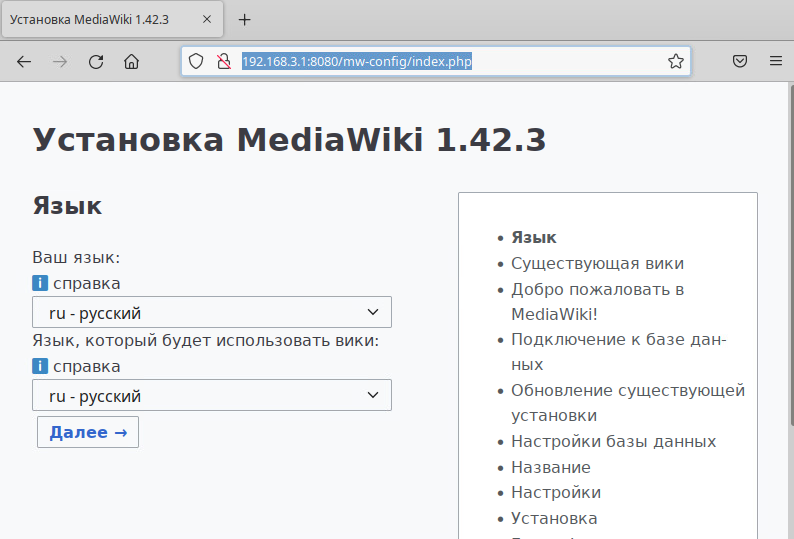 Установка MediaWiki 1.42.3
192.168.3.1:8080/mw-config/index.php
Установка MediaWiki 1.42.3
Язык
Ваш язык:
справка
ru - русский
Язык, который будет использовать вики:
справка
ru - русский
Далее →
Язык
Существующая вики
Добро пожаловать в
MediaWiki!
Подключение к базе дан-
ных
Обновление существующей
установки
Настройки базы данных
Название
Настройки
Установка